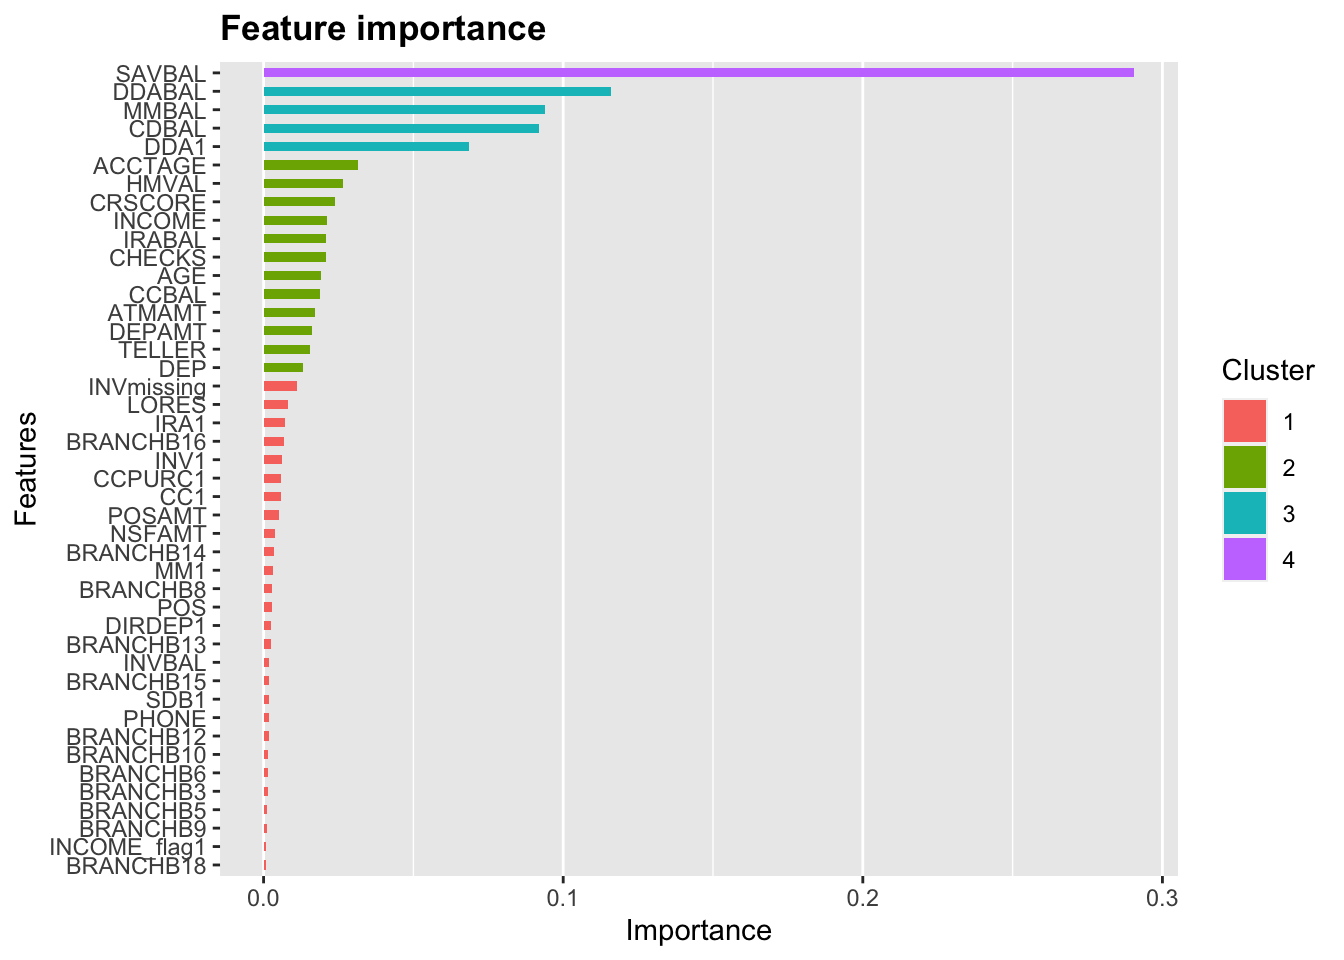 Feature importance
SAVBAL
DDABAL
MMBAL
CDBAL
DDA1
ACCTAGE
HMVAL
CRSCORE
INCOME
IRABAL
CHECKS
AGE
CCBAL
ATMAMT
DEPAMT
TELLER
DEP
INVmissing
LORES
IRA1
BRANCHB16
INV1
CCPURC1
CC1
POSAMT
NSFAMT
BRANCHB14
MM1
BRANCHB8
POS
DIRDEP1
BRANCHB13
INVBAL
BRANCHB15
SDB1
PHONE
BRANCHB12
BRANCHB10
BRANCHB6
BRANCHB3
BRANCHB5
BRANCHB9
INCOME_flag1
BRANCHB18
Features
0.0 0.1 0.2 0.3
Importance
Cluster
1
2
3
4